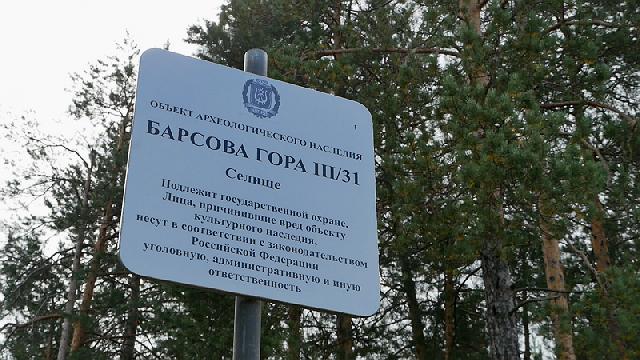 ОБЪЕКТ АРХЕОЛОГИЧЕСКОГО НАСЛЕДИЯ
БАРСОВА ГОРА III/31
Селище
Подлежит государственной охране.
Лица, причинившие вред объекту
культурного наследия,
несут в соответствии с законодательством
Российской Федерации
уголовную, административную и иную
ответственность